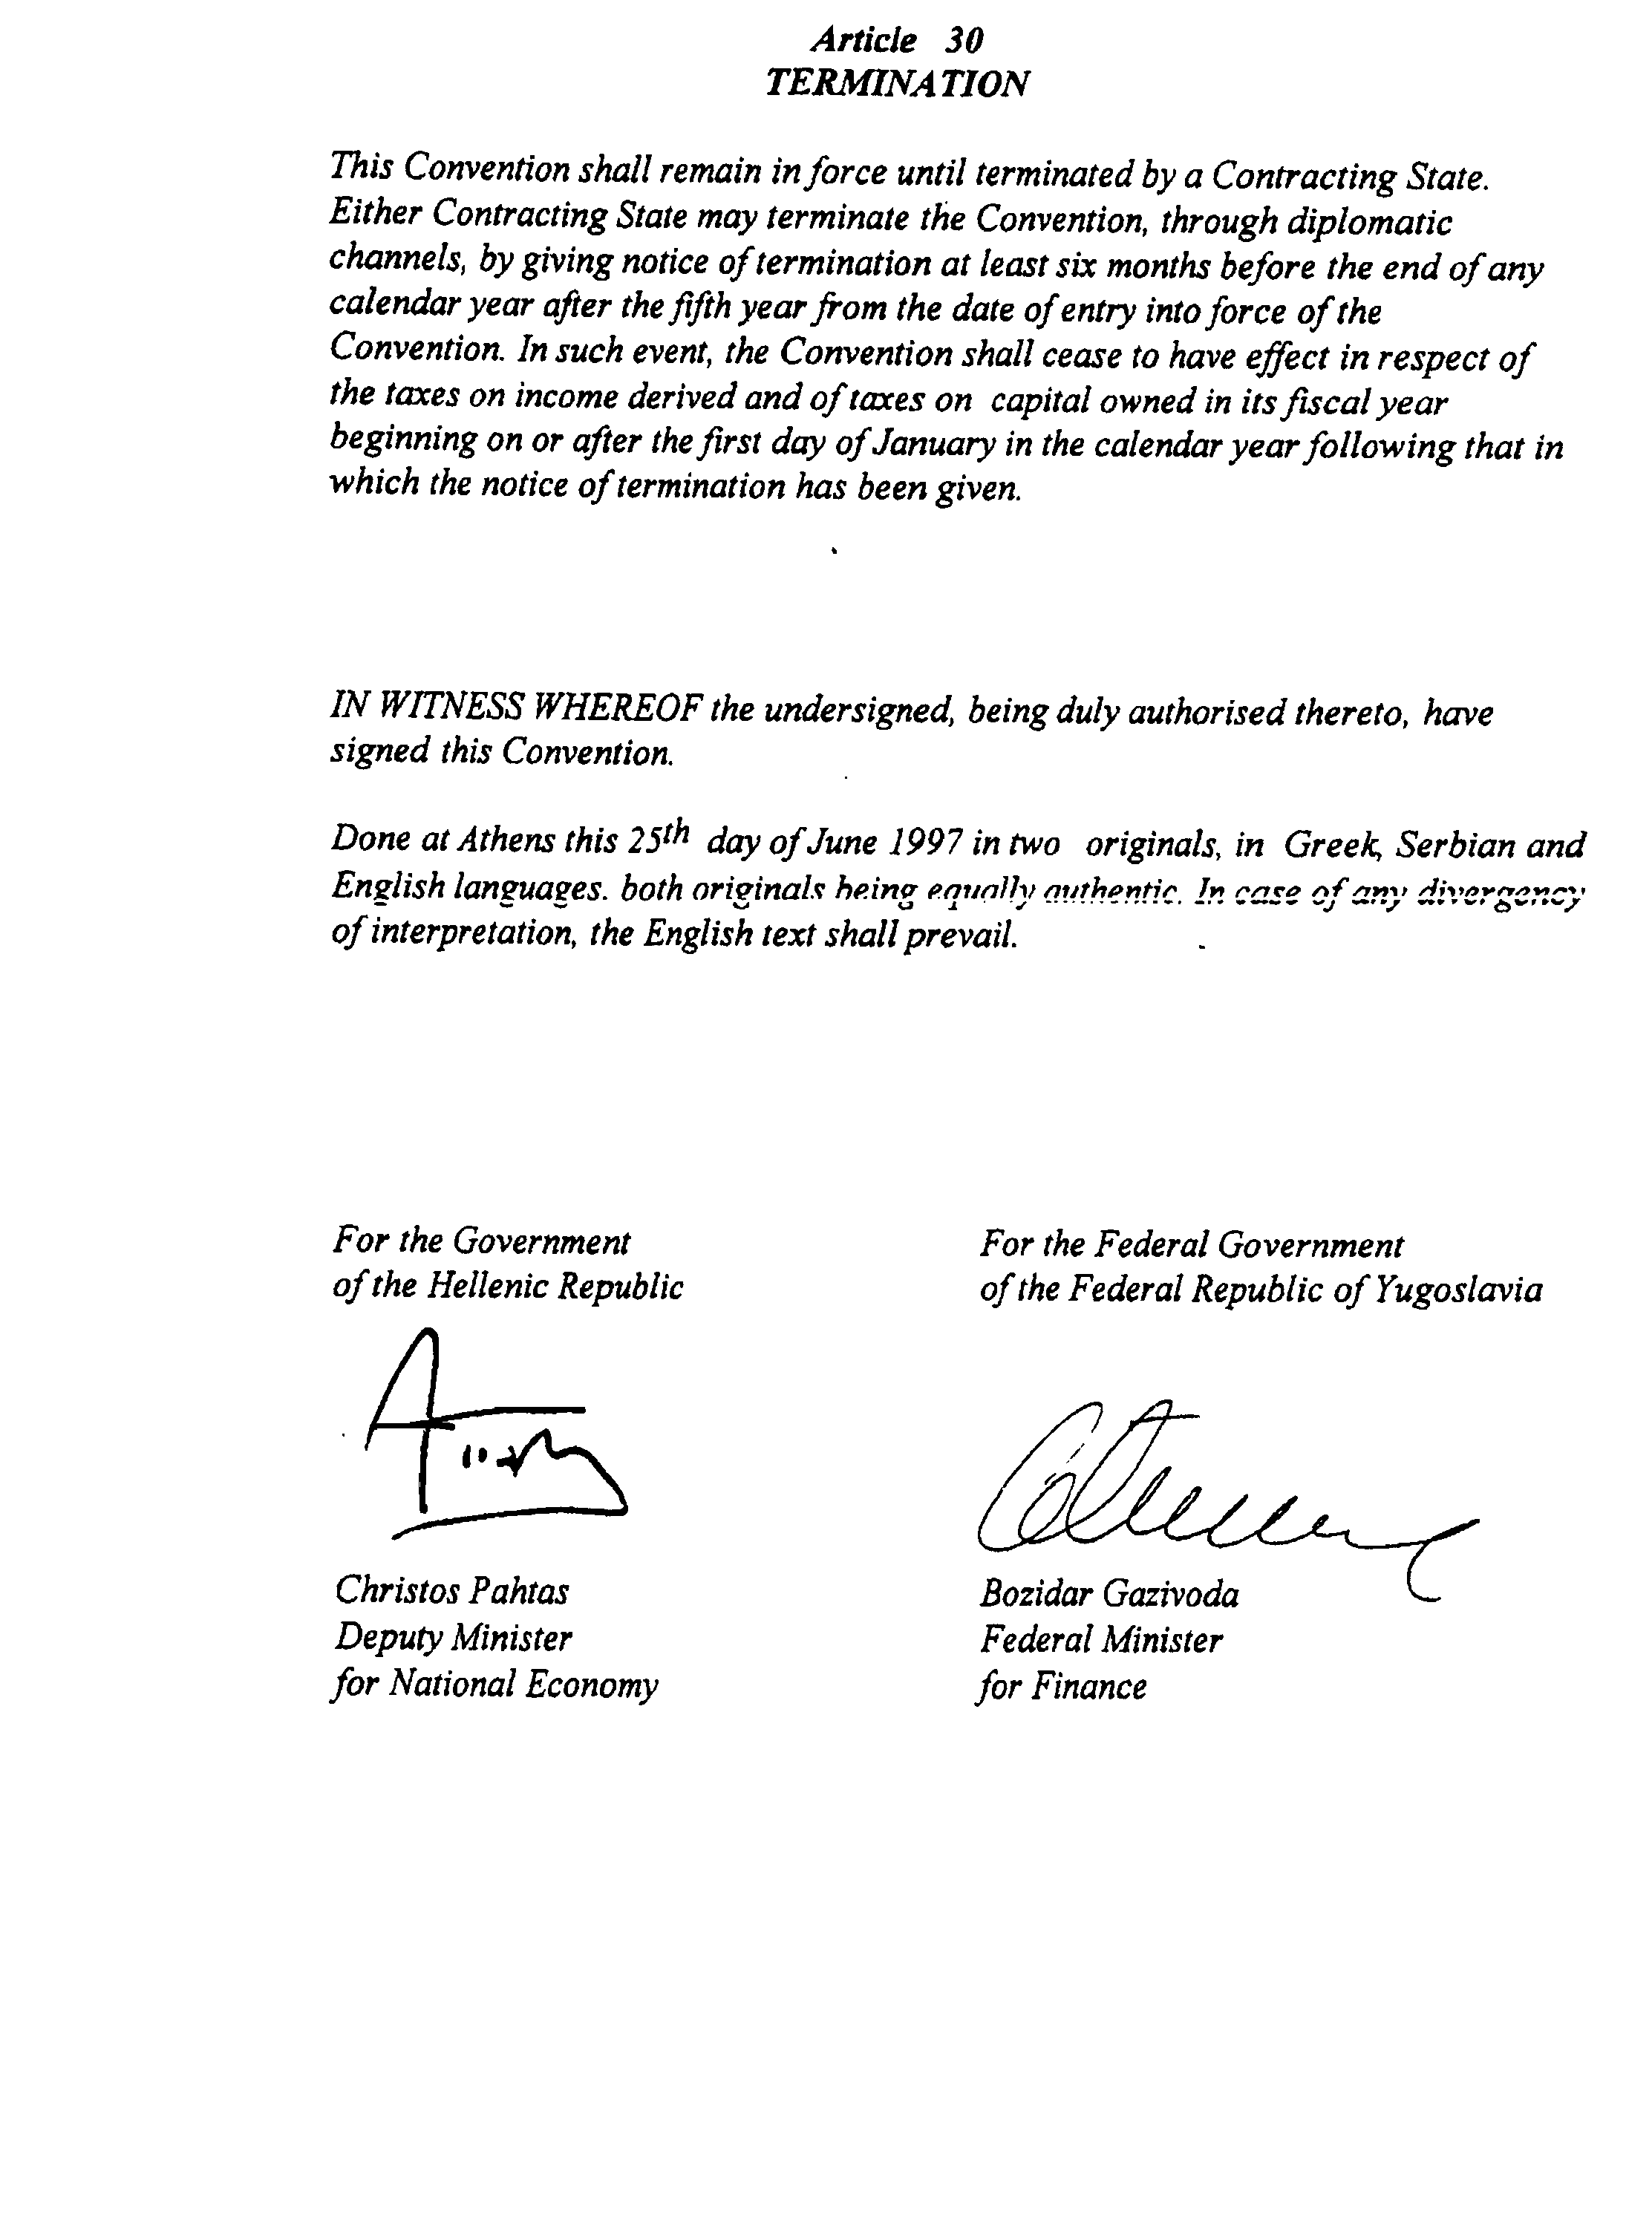 Article 30
TERMINATION
This Convention shall remain in force until terminated by a Contracting State.
Either Contracting State may terminate the Convention, through diplomatic
channels, by giving notice of termination at least six months before the end of any
calendar year after the fifth year from the date of entry into force of the
Convention. In such event, the Convention shall cease to have effect in respect of
the taxes on income derived and of taxes on capital owned in its fiscal year
beginning on or after the first day of January in the calendar year following that in
which the notice of termination has been given.
IN WITNESS WHEREOF the undersigned, being duly authorised thereto, have
signed this Convention.
Done at Athens this 25th day of June 1997 in two originals, in Greek, Serbian and
English languages. both originals being equally authentic. In case of any divergency
of interpretation, the English text shall prevail.
For the Government
of the Hellenic Republic
Christos Pahtas
Deputy Minister
for National Economy
For the Federal Government
of the Federal Republic of Yugoslavia
Bozidar Gazivoda
Federal Minister
for Finance